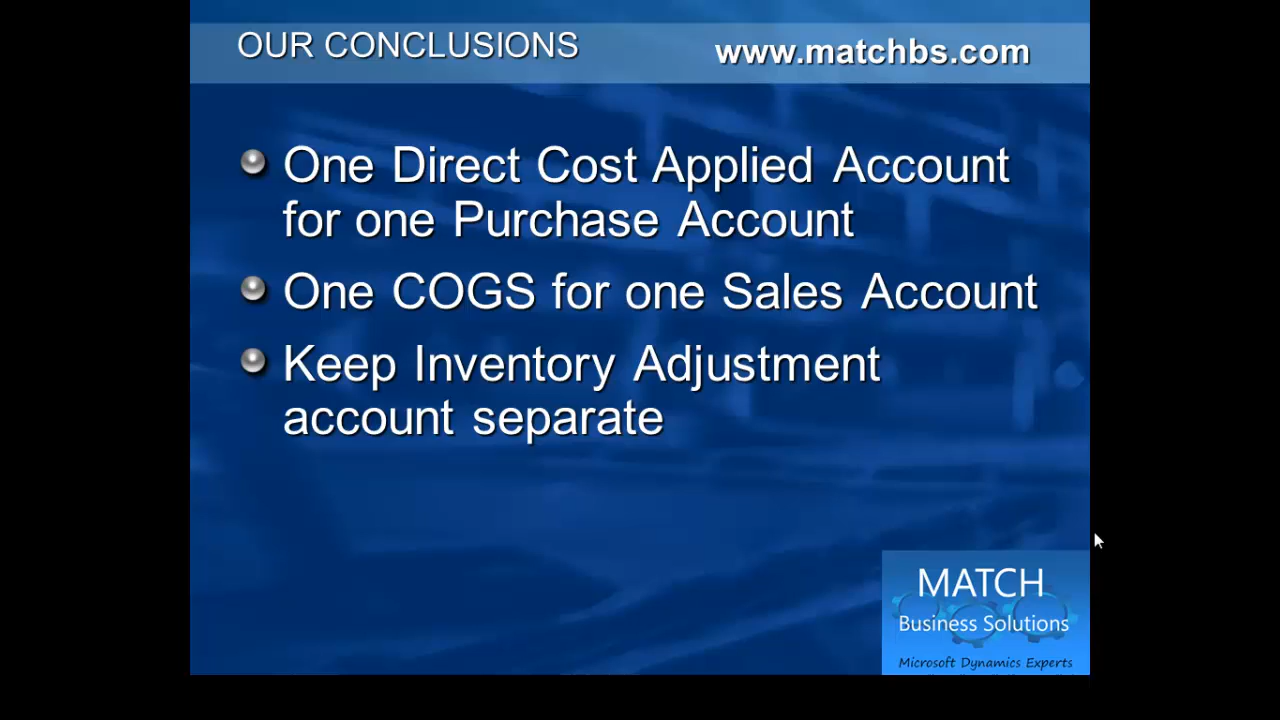 OUR CONCLUSIONS
www.matchbs.com
One Direct Cost Applied Account
for one Purchase Account
One COGS for one Sales Account
Keep Inventory Adjustment
account separate
MATCH
Business Solutions
Microsoft Dynamics Experts